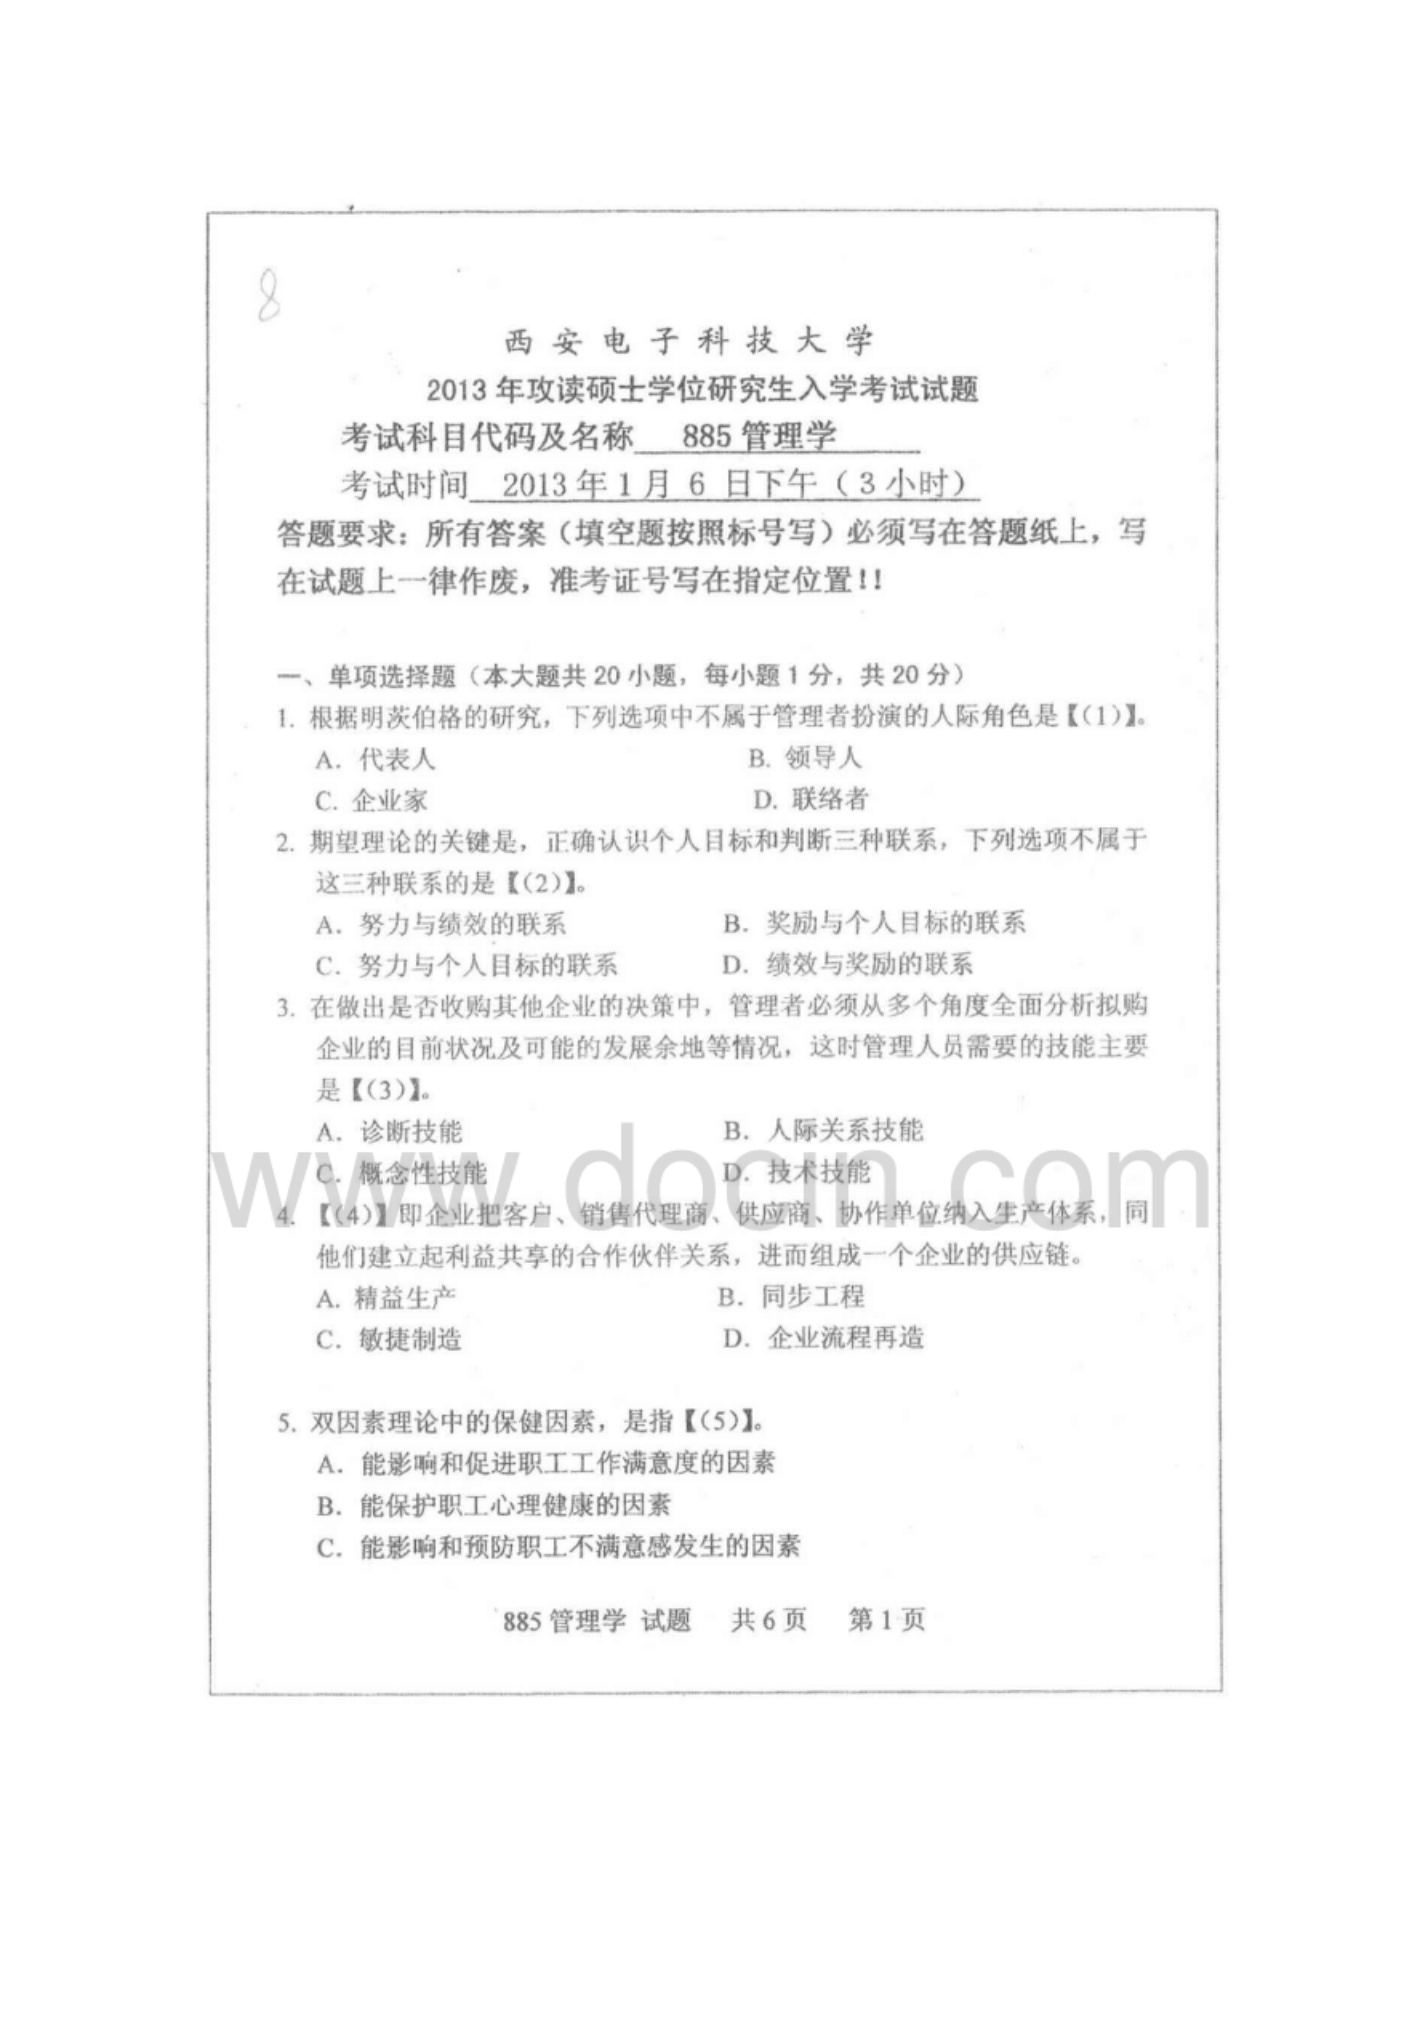 8
西安电子科技大学
2013年攻读硕士学位研究生入学考试试题
考试科目代码及名称 885管理学
考试时间 2013年1月 6 日下午（3小时）
答题要求：所有答案（填空题按照标号写）必须写在答题纸上，写
在试题上一律作废，准考证号写在指定位置!!
一、单项选择题（本大题共20小题，每小题1分，共20分）
1. 根据明茨伯格的研究，下列选项中不属于管理者扮演的人际角色是【(1)】。
A. 代表人 B. 领导人
C. 企业家 D. 联络者
2. 期望理论的关键是，正确认识个人目标和判断三种联系，下列选项不属于
这三种联系的是【(2)】。
A. 努力与绩效的联系 B. 奖励与个人目标的联系
C. 努力与个人目标的联系 D. 绩效与奖励的联系
3. 在做出是否收购其他企业的决策中，管理者必须从多个角度全面分析拟购
企业的目前状况及可能的发展余地等情况，这时管理人员需要的技能主要
是【(3)】。
A. 诊断技能 B. 人际关系技能
C. 概念性技能 D. 技术技能
www.docin.com
4. 【(4)】即企业把客户、销售代理商、供应商、协作单位纳入生产体系，同
他们建立起利益共享的合作伙伴关系，进而组成一个企业的供应链。
A. 精益生产 B. 同步工程
C. 敏捷制造 D. 企业流程再造
5. 双因素理论中的保健因素，是指【(5)】。
A. 能影响和促进职工工作满意度的因素
B. 能保护职工心理健康的因素
C. 能影响和预防职工不满意感发生的因素
885管理学 试题 共6页 第1页